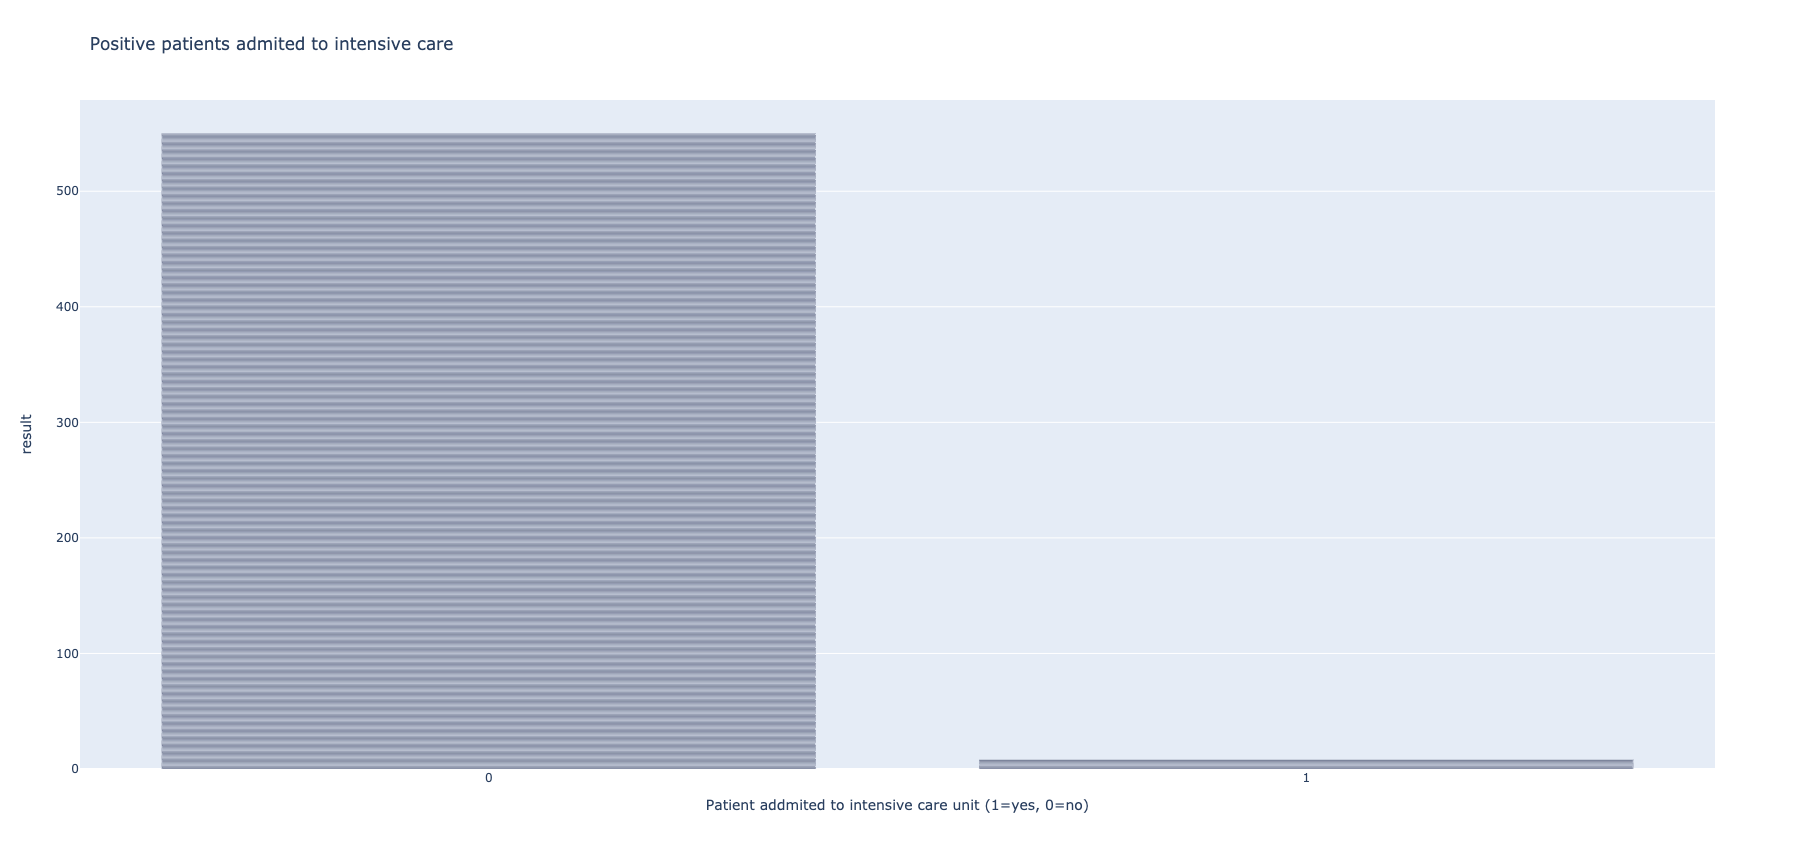 Positive patients admited to intensive care
500
400
300
200
100
0
result
0
1
Patient addmited to intensive care unit (1=yes, 0=no)